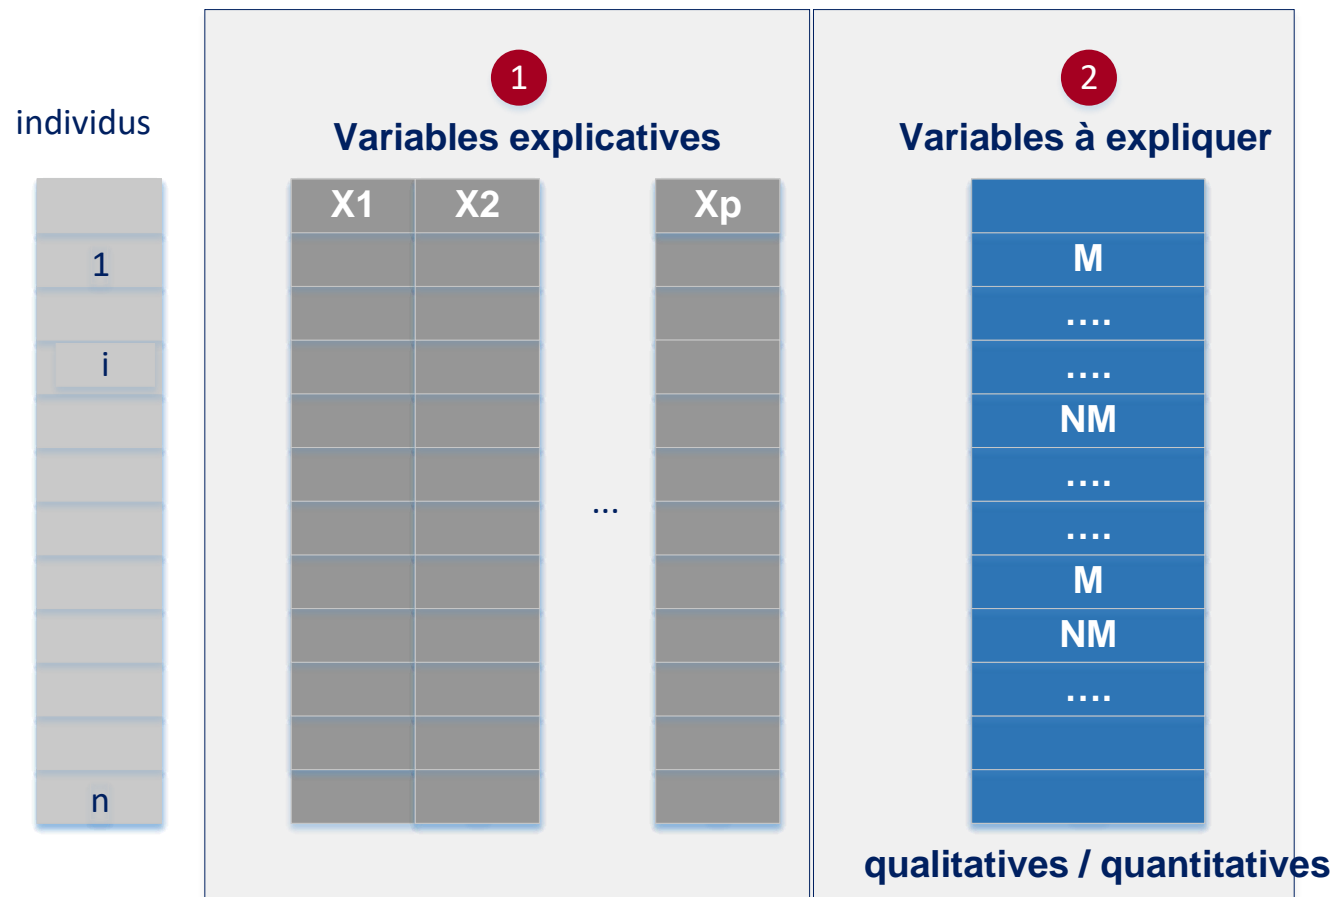 1
2
individus
Variables explicatives
Variables à expliquer
X1 X2 Xp
1
M
....
i
....
NM
....
...
....
M
NM
....
n
qualitatives / quantitatives